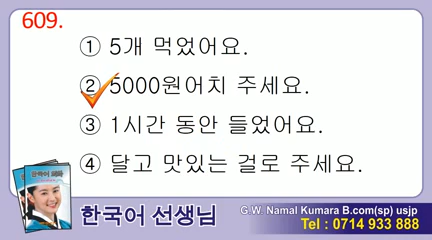 609.
① 5개 먹었어요.
② 5000원어치 주세요.
③ 1시간 동안 들었어요.
④ 달고 맛있는 걸로 주세요.
한국어 선생님
G.W. Namal Kumara B.com(sp) usjp
Tel : 0714 933 888